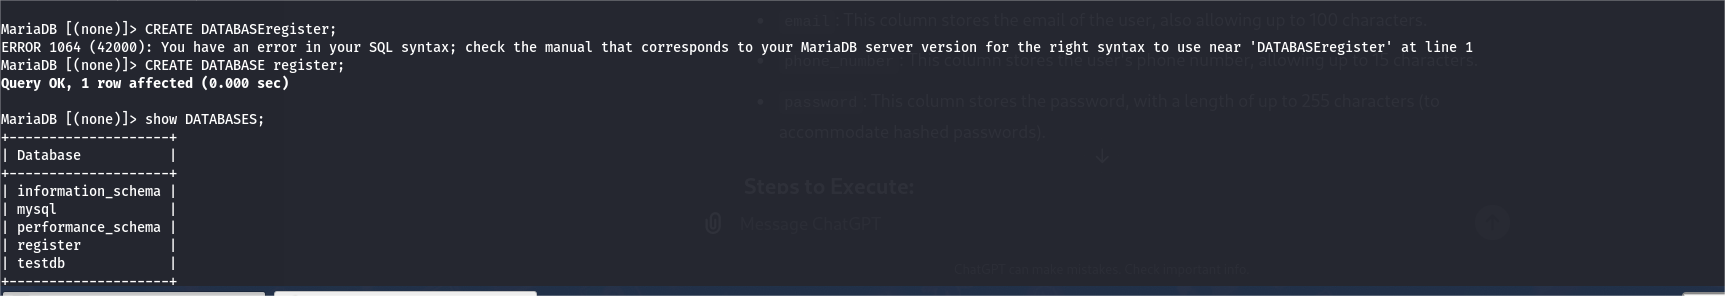 email : This column stores the email of the user, also allowing up to 100 characters.
MariaDB [(none)]> CREATE DATABASEregister;
ERROR 1064 (42000): You have an error in your SQL syntax; check the manual that corresponds to your MariaDB server version for the right syntax to use near 'DATABASEregister' at line 1
MariaDB [(none)]> CREATE DATABASE register;
phone_number : This column stores the user's phone number, allowing up to 15 characters.
Query OK, 1 row affected (0.000 sec)
password : This column stores the password, with a length of up to 255 characters (to
accommodate hashed passwords).
MariaDB [(none)]> show DATABASES;
+--------------------+
| Database           |
+--------------------+
| information_schema |
| mysql              |
| performance_schema |
| register           |
| testdb             |
+--------------------+
Steps to Execute:
Message ChatGPT
ChatGPT can make mistakes. Check important info.